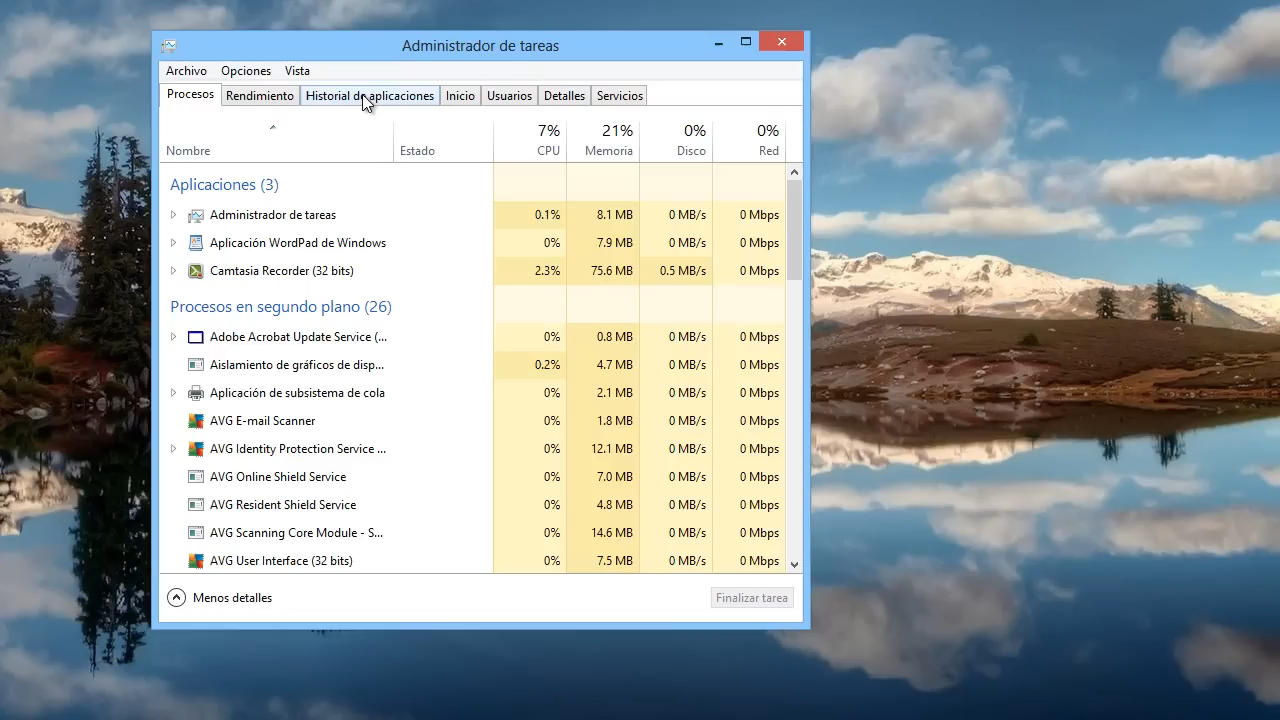 Administrador de tareas
Archivo Opciones Vista
Procesos Rendimiento Historial de aplicaciones Inicio Usuarios Detalles Servicios
7% 21% 0% 0%
Nombre Estado CPU Memoria Disco Red
Aplicaciones (3)
Administrador de tareas 0.1% 8.1 MB 0 MB/s 0 Mbps
Aplicación WordPad de Windows 0% 7.9 MB 0 MB/s 0 Mbps
Camtasia Recorder (32 bits) 2.3% 75.6 MB 0.5 MB/s 0 Mbps
Procesos en segundo plano (26)
Adobe Acrobat Update Service (... 0% 0.8 MB 0 MB/s 0 Mbps
Aislamiento de gráficos de disp... 0.2% 4.7 MB 0 MB/s 0 Mbps
Aplicación de subsistema de cola 0% 2.1 MB 0 MB/s 0 Mbps
AVG E-mail Scanner 0% 1.8 MB 0 MB/s 0 Mbps
AVG Identity Protection Service ... 0% 12.1 MB 0 MB/s 0 Mbps
AVG Online Shield Service 0% 7.0 MB 0 MB/s 0 Mbps
AVG Resident Shield Service 0% 4.8 MB 0 MB/s 0 Mbps
AVG Scanning Core Module - S... 0% 14.6 MB 0 MB/s 0 Mbps
AVG User Interface (32 bits) 0% 7.5 MB 0 MB/s 0 Mbps
Menos detalles Finalizar tarea